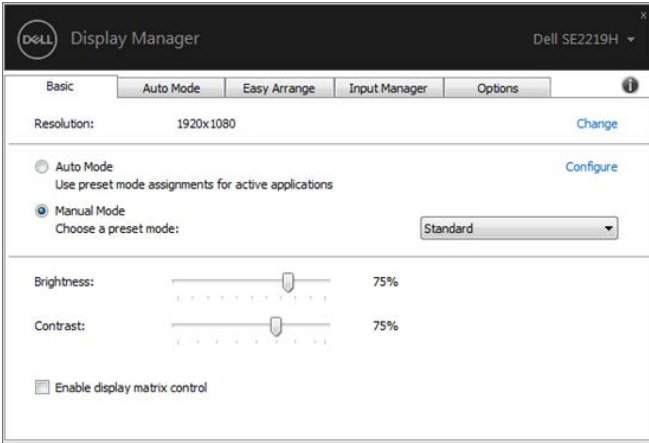 x
DELL Display Manager Dell SE2219H
Basic Auto Mode Easy Arrange Input Manager Options i
Resolution: 1920x1080 Change
Auto Mode Configure
Use preset mode assignments for active applications
Manual Mode
Choose a preset mode: Standard
Brightness: 75%
Contrast: 75%
Enable display matrix control